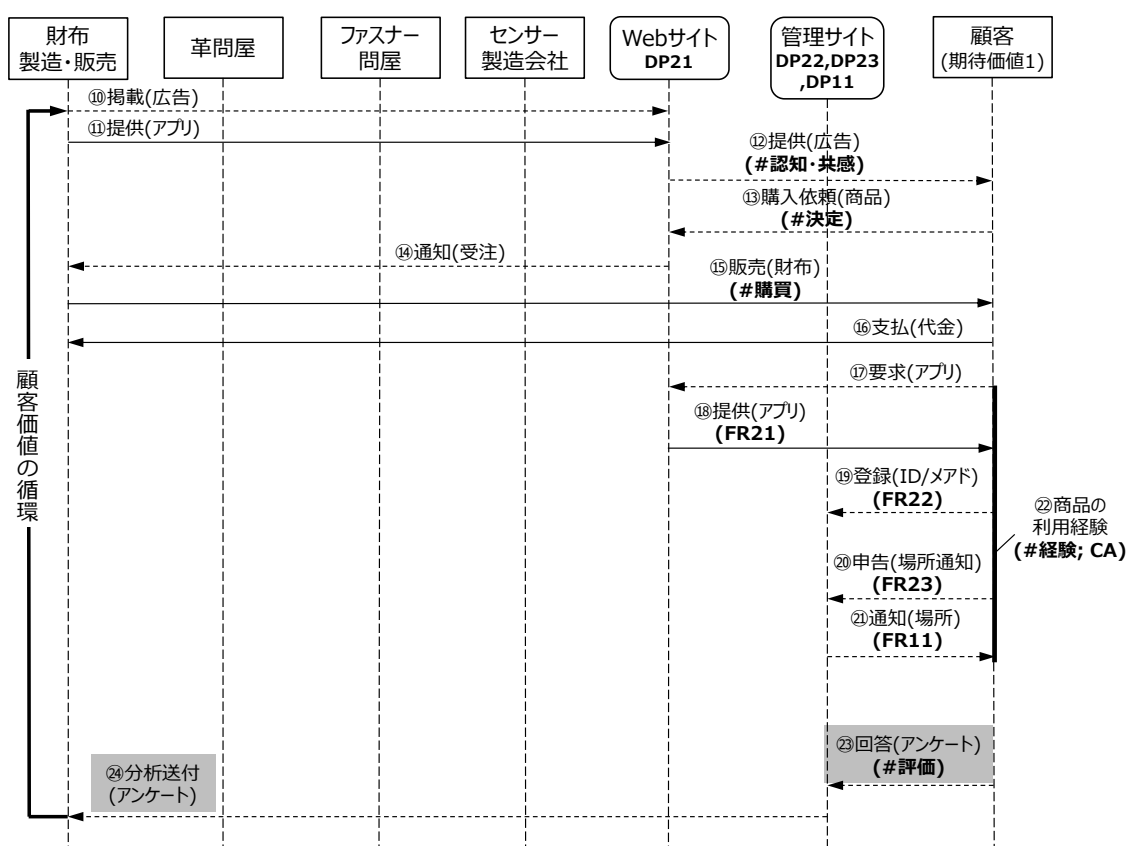 財布
製造・販売
革問屋
ファスナー
問屋
センサー
製造会社
Webサイト
DP21
管理サイト
DP22,DP23
,DP11
顧客
(期待価値1)
⑩掲載(広告)
⑪提供(アプリ)
⑫提供(広告)
(#認知・共感)
⑬購入依頼(商品)
(#決定)
⑭通知(受注)
⑮販売(財布)
(#購買)
⑯支払(代金)
⑰要求(アプリ)
⑱提供(アプリ)
(FR21)
⑲登録(ID/メアド)
(FR22)
⑳申告(場所通知)
(FR23)
㉑通知(場所)
(FR11)
㉒商品の
利用経験
(#経験; CA)
顧客価値の循環
㉓回答(アンケート)
(#評価)
㉔分析送付
(アンケート)